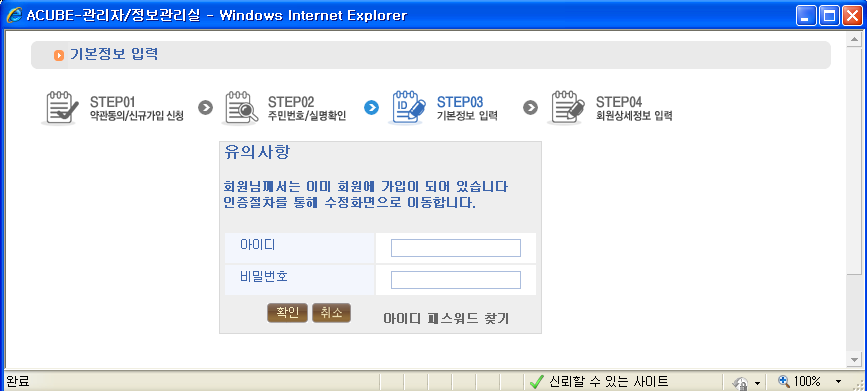 ACUBE-관리자/정보관리실 - Windows Internet Explorer
기본정보 입력
STEP01
약관동의/신규가입 신청
STEP02
주민번호/실명확인
STEP03
기본정보 입력
STEP04
회원상세정보 입력
ID
유의사항
회원님께서는 이미 회원에 가입이 되어 있습니다
인증절차를 통해 수정화면으로 이동합니다.
아이디
비밀번호
확인 취소 아이디 패스워드 찾기
완료 신뢰할 수 있는 사이트 100%